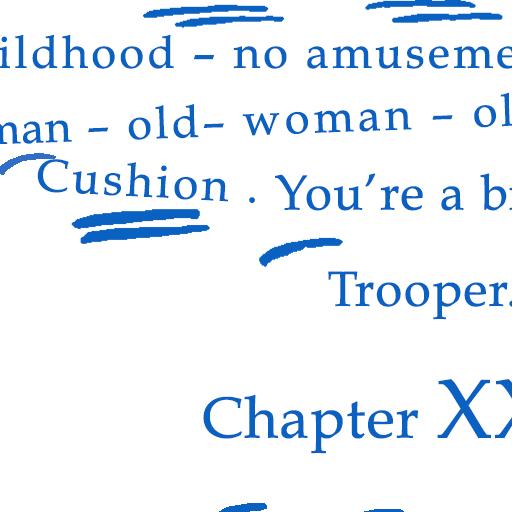 ildhood – no amuseme
man – old– woman – ol
Cushion . You’re a b
Trooper.
Chapter XX